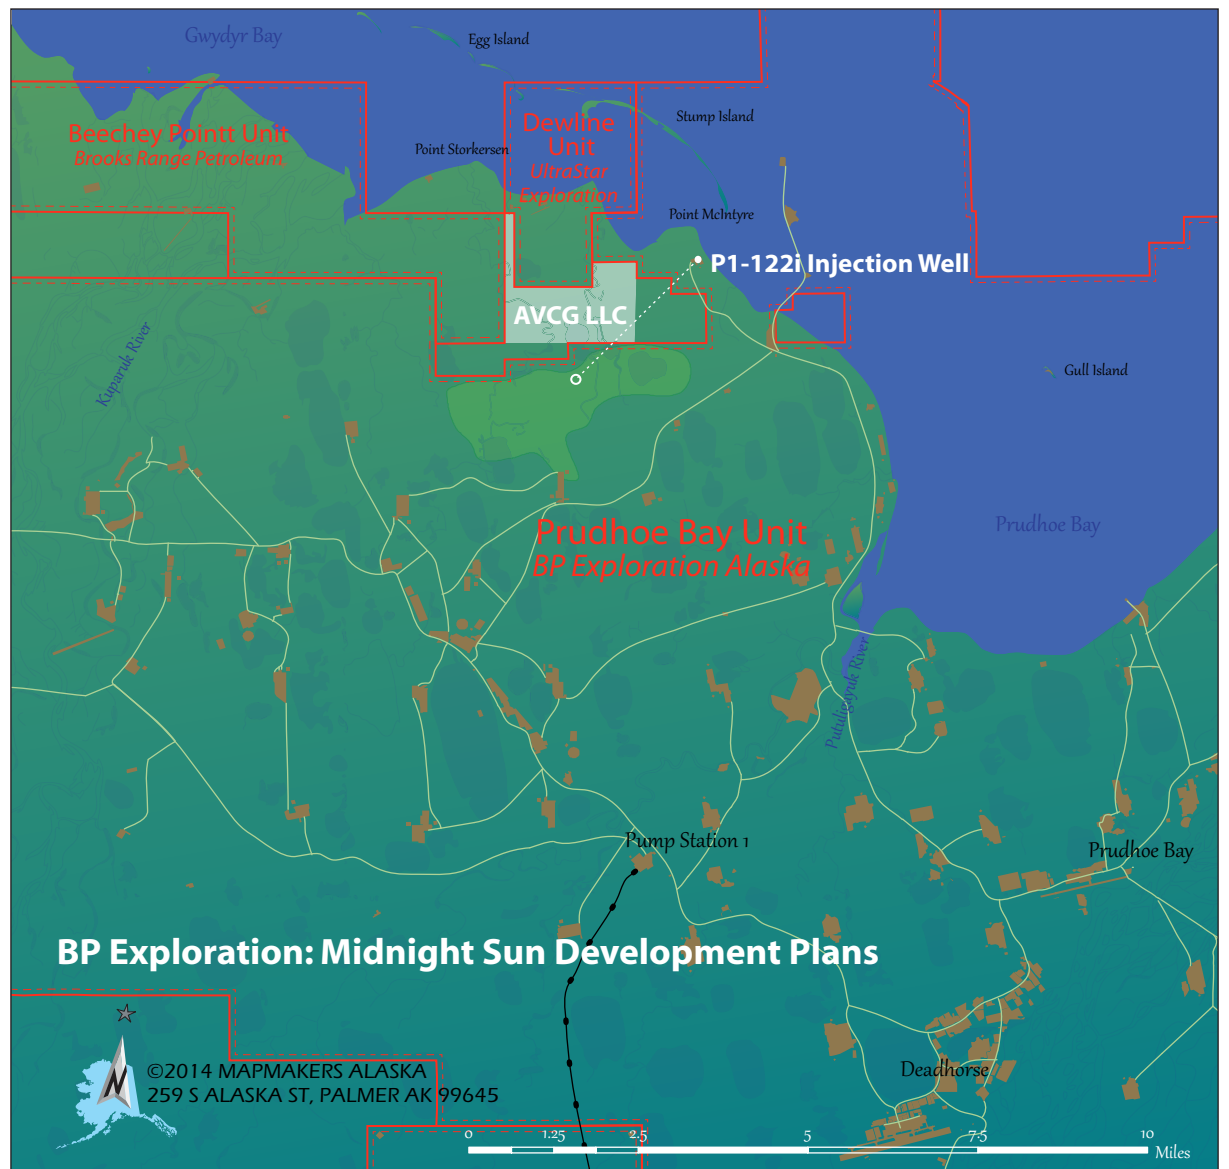 Gwydyr Bay
Egg Island
Stump Island
Beechey Pointt Unit
Brooks Range Petroleum
Dewline
Unit
UltraStar
Exploration
Point Storkersen
Point McIntyre
P1-122i Injection Well
AVCG LLC
Kuparuk River
Gull Island
Prudhoe Bay
Prudhoe Bay Unit
BP Exploration Alaska
Putuligayuk River
Pump Station 1
Prudhoe Bay
BP Exploration: Midnight Sun Development Plans
N
©2014 MAPMAKERS ALASKA
259 S ALASKA ST, PALMER AK 99645
Deadhorse
0 1.25 2.5 5 7.5 10
Miles